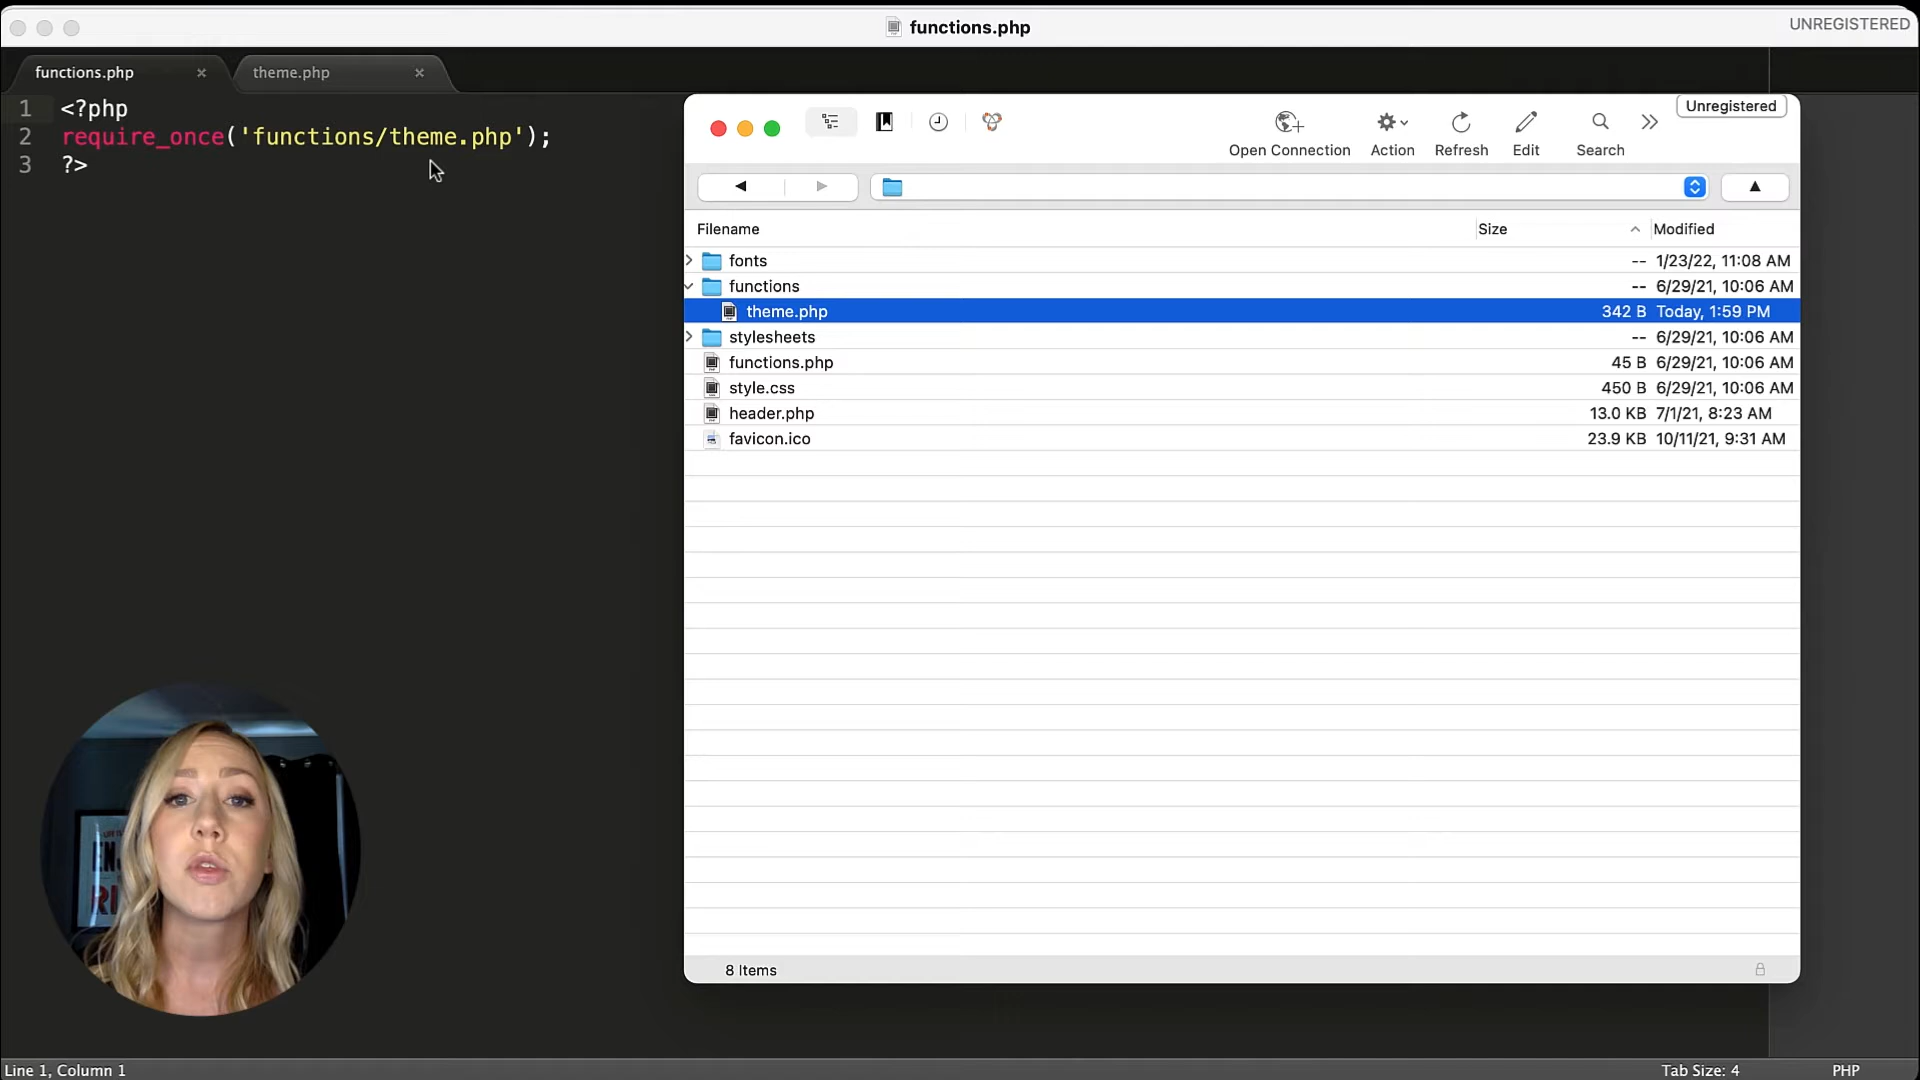 functions.php
UNREGISTERED
functions.php ×
theme.php ×
1 <?php
2 require_once('functions/theme.php');
3 ?>
Unregistered
Open Connection
Action
Refresh
Edit
Search
Filename Size Modified
fonts -- 1/23/22, 11:08 AM
functions -- 6/29/21, 10:06 AM
theme.php 342 B Today, 1:59 PM
stylesheets -- 6/29/21, 10:06 AM
functions.php 45 B 6/29/21, 10:06 AM
style.css 450 B 6/29/21, 10:06 AM
header.php 13.0 KB 7/1/21, 8:23 AM
favicon.ico 23.9 KB 10/11/21, 9:31 AM
8 Items
Line 1, Column 1
Tab Size: 4
PHP